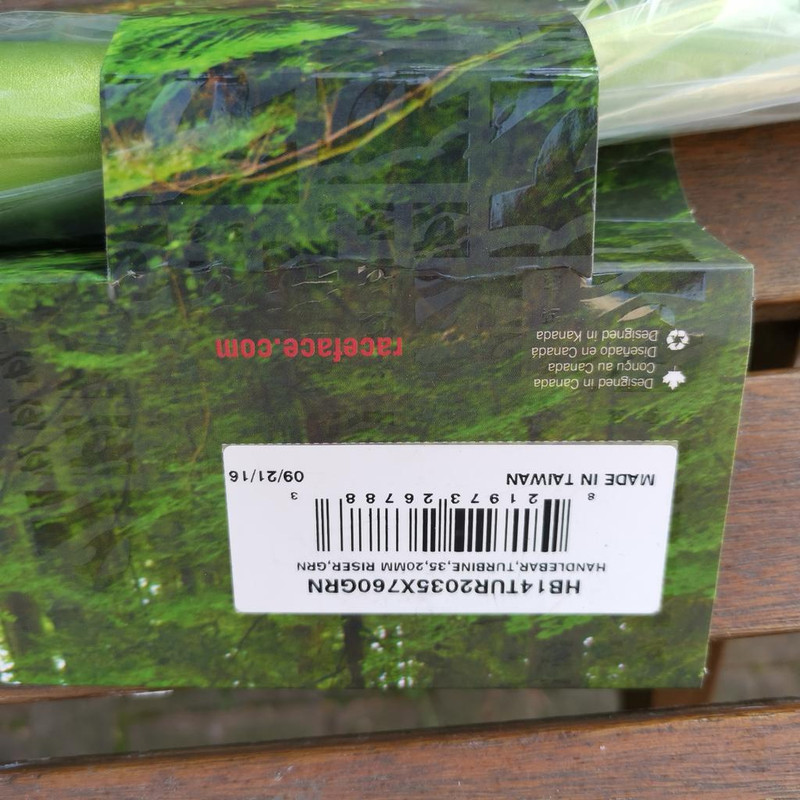 HB14TUR2035X760GRN
HANDLEBAR,TURBINE,35,20MM RISER,GRN
8 21973 26788 3
MADE IN TAIWAN 09/21/16
Designed in Canada
Conçu au Canada
Diseñado en Canadá
Designed in Kanada
raceface.com